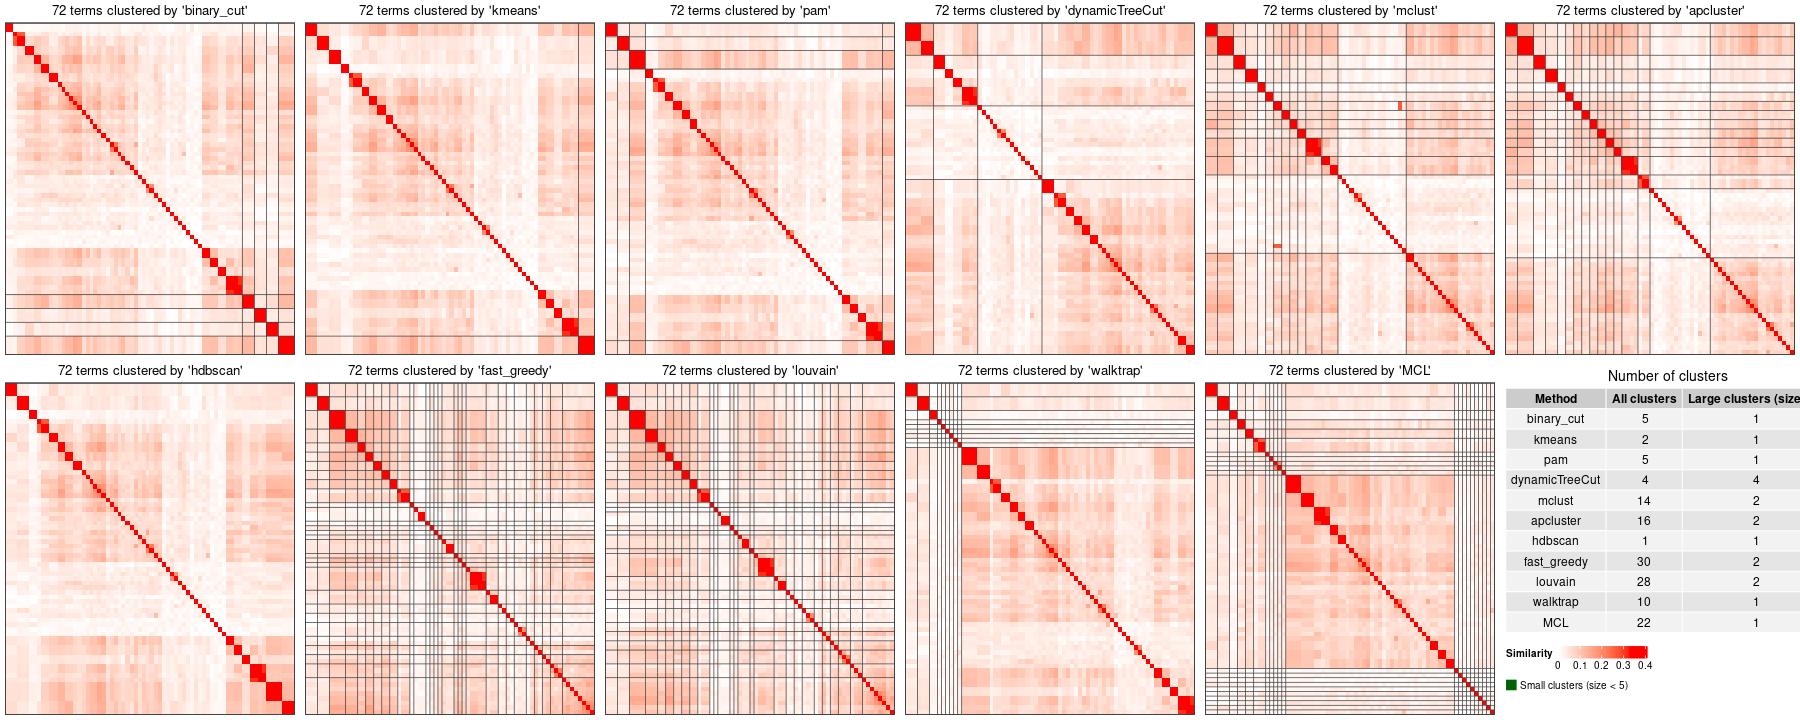 72 terms clustered by 'binary_cut'
72 terms clustered by 'kmeans'
72 terms clustered by 'pam'
72 terms clustered by 'dynamicTreeCut'
72 terms clustered by 'mclust'
72 terms clustered by 'apcluster'
72 terms clustered by 'hdbscan'
72 terms clustered by 'fast_greedy'
72 terms clustered by 'louvain'
72 terms clustered by 'walktrap'
72 terms clustered by 'MCL'
Number of clusters
Method All clusters Large clusters (size
binary_cut 5 1
kmeans 2 1
pam 5 1
dynamicTreeCut 4 4
mclust 14 2
apcluster 16 2
hdbscan 1 1
fast_greedy 30 2
louvain 28 2
walktrap 10 1
MCL 22 1
Similarity
0 0.1 0.2 0.3 0.4
Small clusters (size < 5)